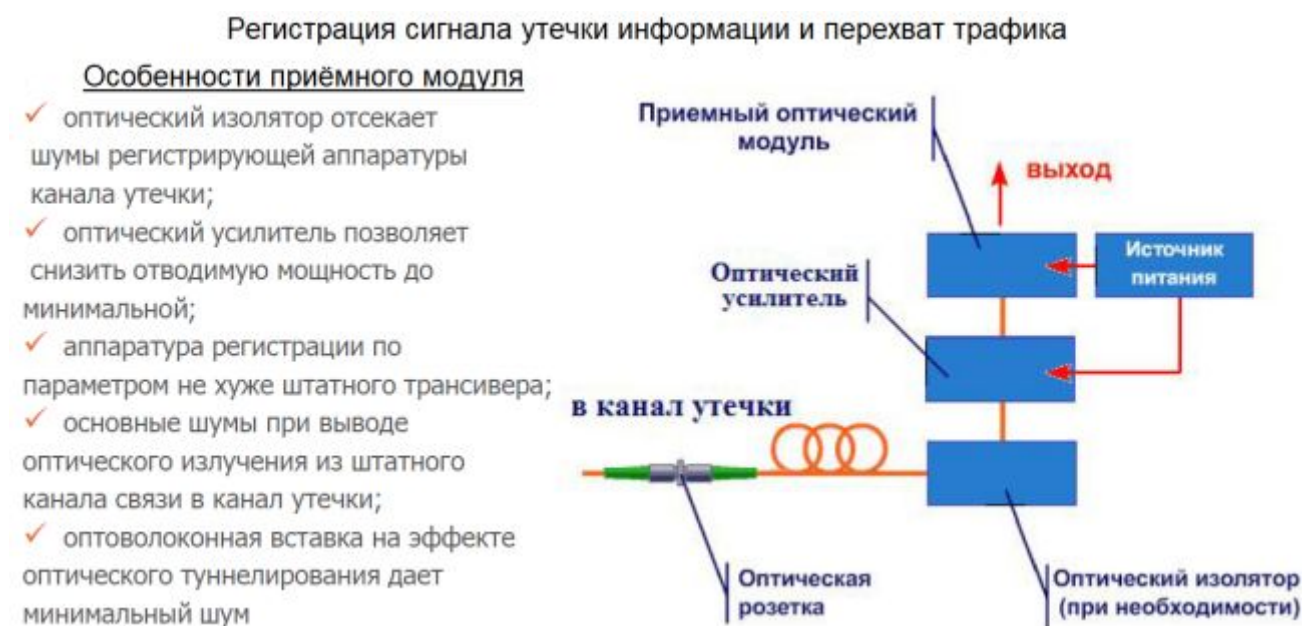 Регистрация сигнала утечки информации и перехват трафика
Особенности приёмного модуля
✓ оптический изолятор отсекает
шумы регистрирующей аппаратуры
канала утечки;
✓ оптический усилитель позволяет
снизить отводимую мощность до
минимальной;
✓ аппаратура регистрации по
параметром не хуже штатного трансивера;
✓ основные шумы при выводе
оптического излучения из штатного
канала связи в канал утечки;
✓ оптоволоконная вставка на эффекте
оптического туннелирования дает
минимальный шум
Приемный оптический
модуль
выход
Источник
питания
Оптического
усилитель
в канал утечки
Оптическая
розетка
Оптический изолятор
(при необходимости)